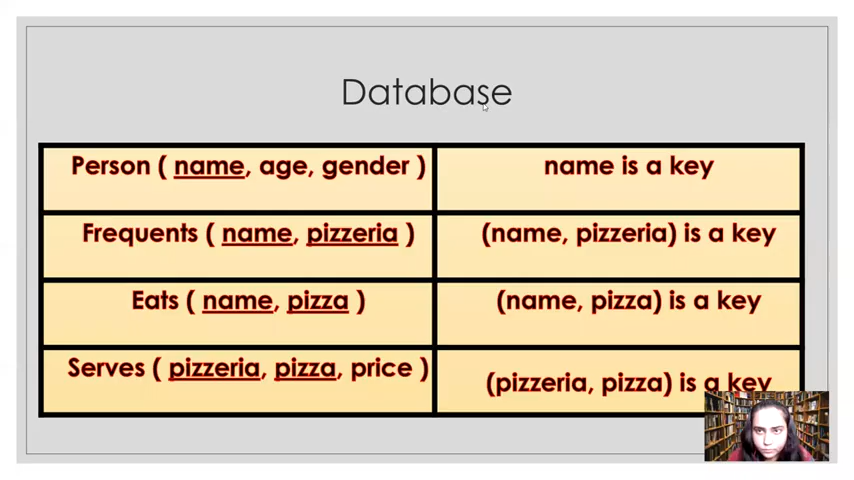 Database
Person ( name, age, gender )
name is a key
Frequents ( name, pizzeria )
(name, pizzeria) is a key
Eats ( name, pizza )
(name, pizza) is a key
Serves ( pizzeria, pizza, price )
(pizzeria, pizza) is a key